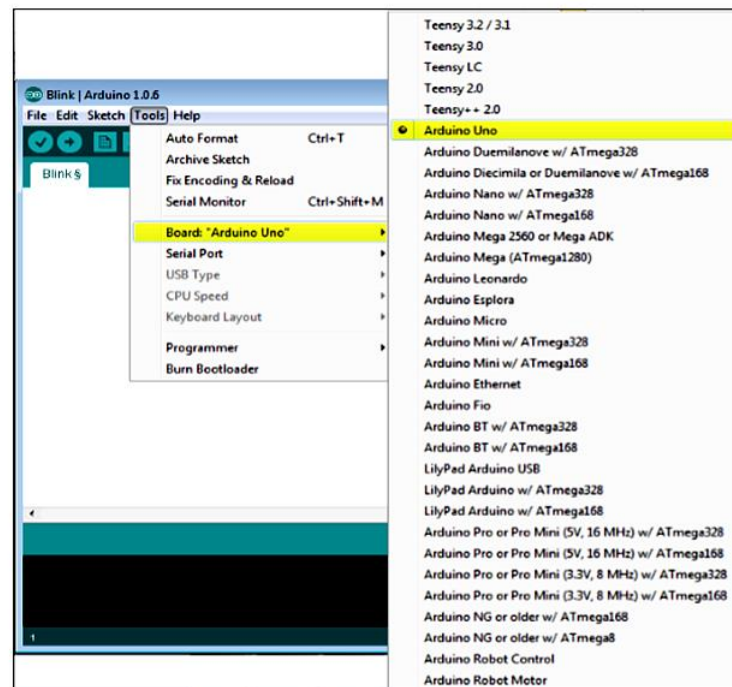 Blink | Arduino 1.0.6
File Edit Sketch Tools Help
Blink §
Auto Format Ctrl+T
Archive Sketch
Fix Encoding & Reload
Serial Monitor Ctrl+Shift+M
Board: "Arduino Uno"
Serial Port
USB Type
CPU Speed
Keyboard Layout
Programmer
Burn Bootloader
1
Teensy 3.2 / 3.1
Teensy 3.0
Teensy LC
Teensy 2.0
Teensy++ 2.0
Arduino Uno
Arduino Duemilanove w/ ATmega328
Arduino Diecimila or Duemilanove w/ ATmega168
Arduino Nano w/ ATmega328
Arduino Nano w/ ATmega168
Arduino Mega 2560 or Mega ADK
Arduino Mega (ATmega1280)
Arduino Leonardo
Arduino Esplora
Arduino Micro
Arduino Mini w/ ATmega328
Arduino Mini w/ ATmega168
Arduino Ethernet
Arduino Fio
Arduino BT w/ ATmega328
Arduino BT w/ ATmega168
LilyPad Arduino USB
LilyPad Arduino w/ ATmega328
LilyPad Arduino w/ ATmega168
Arduino Pro or Pro Mini (5V, 16 MHz) w/ ATmega328
Arduino Pro or Pro Mini (5V, 16 MHz) w/ ATmega168
Arduino Pro or Pro Mini (3.3V, 8 MHz) w/ ATmega328
Arduino Pro or Pro Mini (3.3V, 8 MHz) w/ ATmega168
Arduino NG or older w/ ATmega168
Arduino NG or older w/ ATmega8
Arduino Robot Control
Arduino Robot Motor